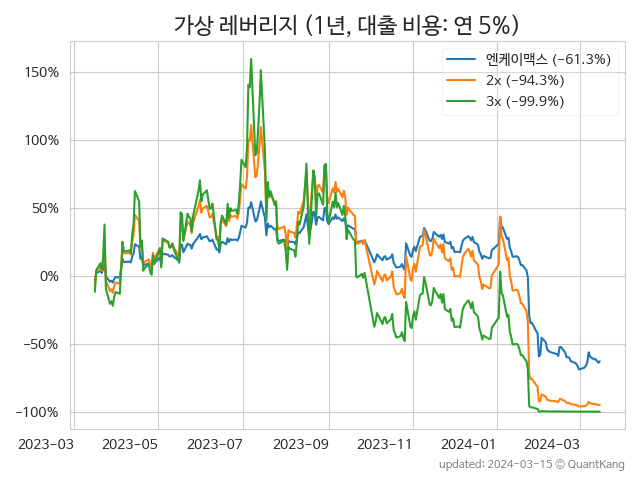 가상 레버리지 (1년, 대출 비용: 연 5%)
엔케이맥스 (−61.3%)
2x (−94.3%)
3x (−99.9%)
150%
100%
50%
0%
−50%
−100%
2023−03 2023−05 2023−07 2023−09 2023−11 2024−01 2024−03
updated: 2024-03-15 © QuantKang